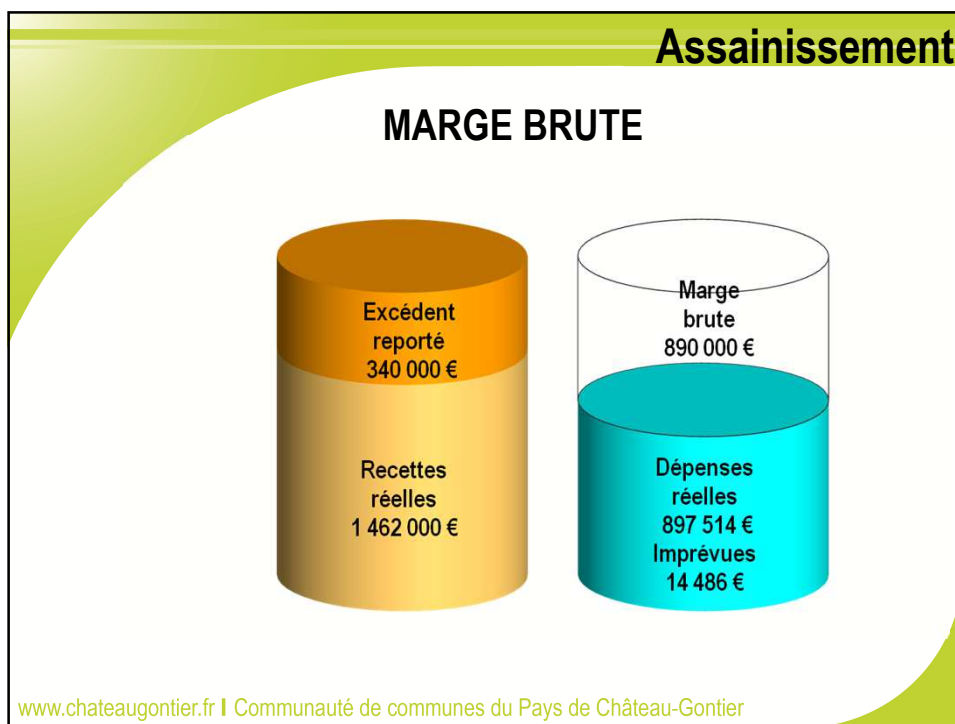 Assainissement
MARGE BRUTE
Excédent
reporté
340 000 €
Recettes
réelles
1 462 000 €
Marge
brute
890 000 €
Dépenses
réelles
897 514 €
Imprévues
14 486 €
www.chateaugontier.fr I Communauté de communes du Pays de Château-Gontier